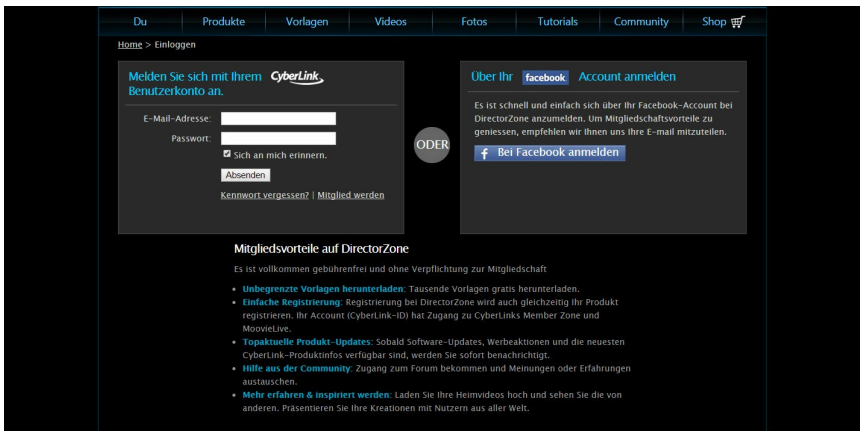 Du Produkte Vorlagen Videos Fotos Tutorials Community Shop
Home > Einloggen
Melden Sie sich mit Ihrem CyberLink
Benutzerkonto an.
E-Mail-Adresse:
Passwort:
Sich an mich erinnern.
Absenden
Kennwort vergessen? | Mitglied werden
ODER
Über Ihr facebook Account anmelden
Es ist schnell und einfach sich über Ihr Facebook-Account bei
DirectorZone anzumelden. Um Mitgliedschaftsvorteile zu
geniessen, empfehlen wir Ihnen uns Ihre E-mail mitzuteilen.
f Bei Facebook anmelden
Mitgliedsvorteile auf DirectorZone
Es ist vollkommen gebührenfrei und ohne Verpflichtung zur Mitgliedschaft
• Unbegrenzte Vorlagen herunterladen: Tausende Vorlagen gratis herunterladen.
• Einfache Registrierung: Registrierung bei DirectorZone wird auch gleichzeitig Ihr Produkt
registrieren. Ihr Account (CyberLink-ID) hat Zugang zu CyberLinks Member Zone und
MoovieLive.
• Topaktuelle Produkt-Updates: Sobald Software-Updates, Werbeaktionen und die neuesten
CyberLink-Produktinfos verfügbar sind, werden Sie sofort benachrichtigt.
• Hilfe aus der Community: Zugang zum Forum bekommen und Meinungen oder Erfahrungen
austauschen.
• Mehr erfahren & inspiriert werden: Laden Sie Ihre Heimvideos hoch und sehen Sie die von
anderen. Präsentieren Sie Ihre Kreationen mit Nutzern aus aller Welt.